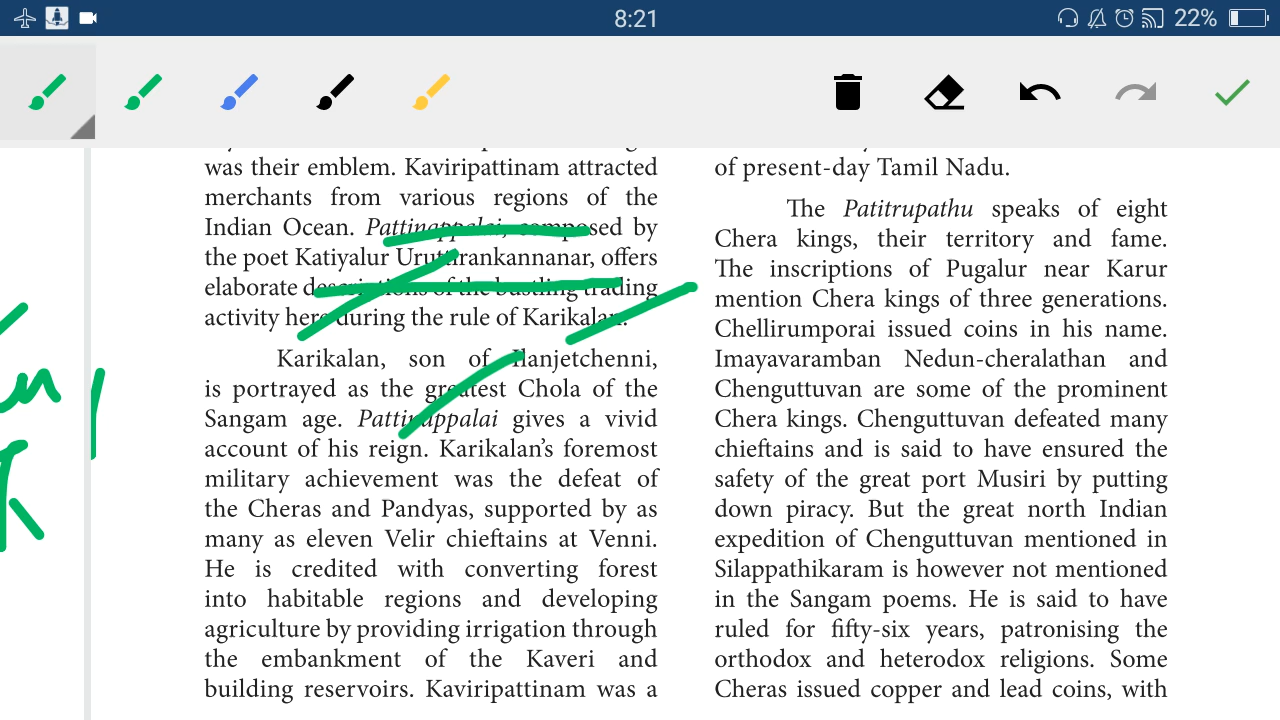 8:21
22%
was their emblem. Kaviripattinam attracted
merchants from various regions of the
Indian Ocean. Pattinappalai, composed by
the poet Katiyalur Uruttirankannanar, offers
elaborate descriptions of the bustling trading
activity here during the rule of Karikalan.
Karikalan, son of Ilanjetchenni,
is portrayed as the greatest Chola of the
Sangam age. Pattinappalai gives a vivid
account of his reign. Karikalan’s foremost
military achievement was the defeat of
the Cheras and Pandyas, supported by as
many as eleven Velir chieftains at Venni.
He is credited with converting forest
into habitable regions and developing
agriculture by providing irrigation through
the embankment of the Kaveri and
building reservoirs. Kaviripattinam was a
of present-day Tamil Nadu.
The Patitrupathu speaks of eight
Chera kings, their territory and fame.
The inscriptions of Pugalur near Karur
mention Chera kings of three generations.
Chellirumporai issued coins in his name.
Imayavaramban Nedun-cheralathan and
Chenguttuvan are some of the prominent
Chera kings. Chenguttuvan defeated many
chieftains and is said to have ensured the
safety of the great port Musiri by putting
down piracy. But the great north Indian
expedition of Chenguttuvan mentioned in
Silappathikaram is however not mentioned
in the Sangam poems. He is said to have
ruled for fifty-six years, patronising the
orthodox and heterodox religions. Some
Cheras issued copper and lead coins, with